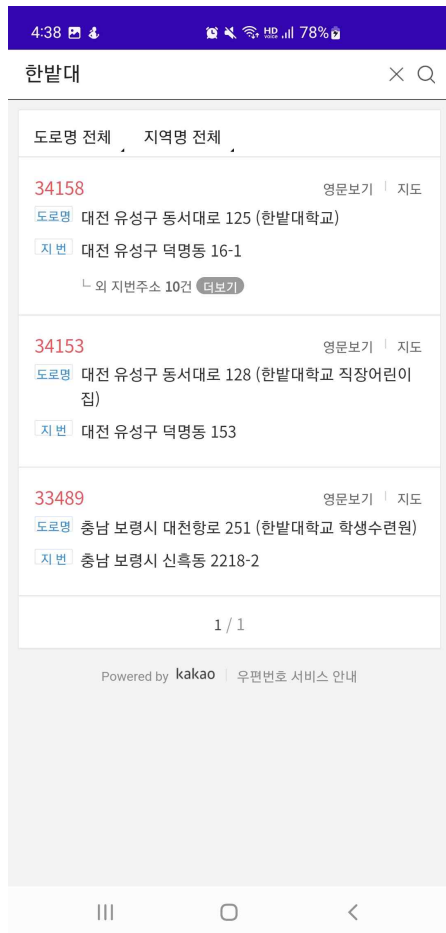 4:38 78%
한밭대
도로명 전체 지역명 전체
34158 영문보기 지도
도로명 대전 유성구 동서대로 125 (한밭대학교)
지번 대전 유성구 덕명동 16-1
└ 외 지번주소 10건 더보기
34153 영문보기 지도
도로명 대전 유성구 동서대로 128 (한밭대학교 직장어린이
집)
지번 대전 유성구 덕명동 153
33489 영문보기 지도
도로명 충남 보령시 대천항로 251 (한밭대학교 학생수련원)
지번 충남 보령시 신흑동 2218-2
1 / 1
Powered by kakao 우편번호 서비스 안내